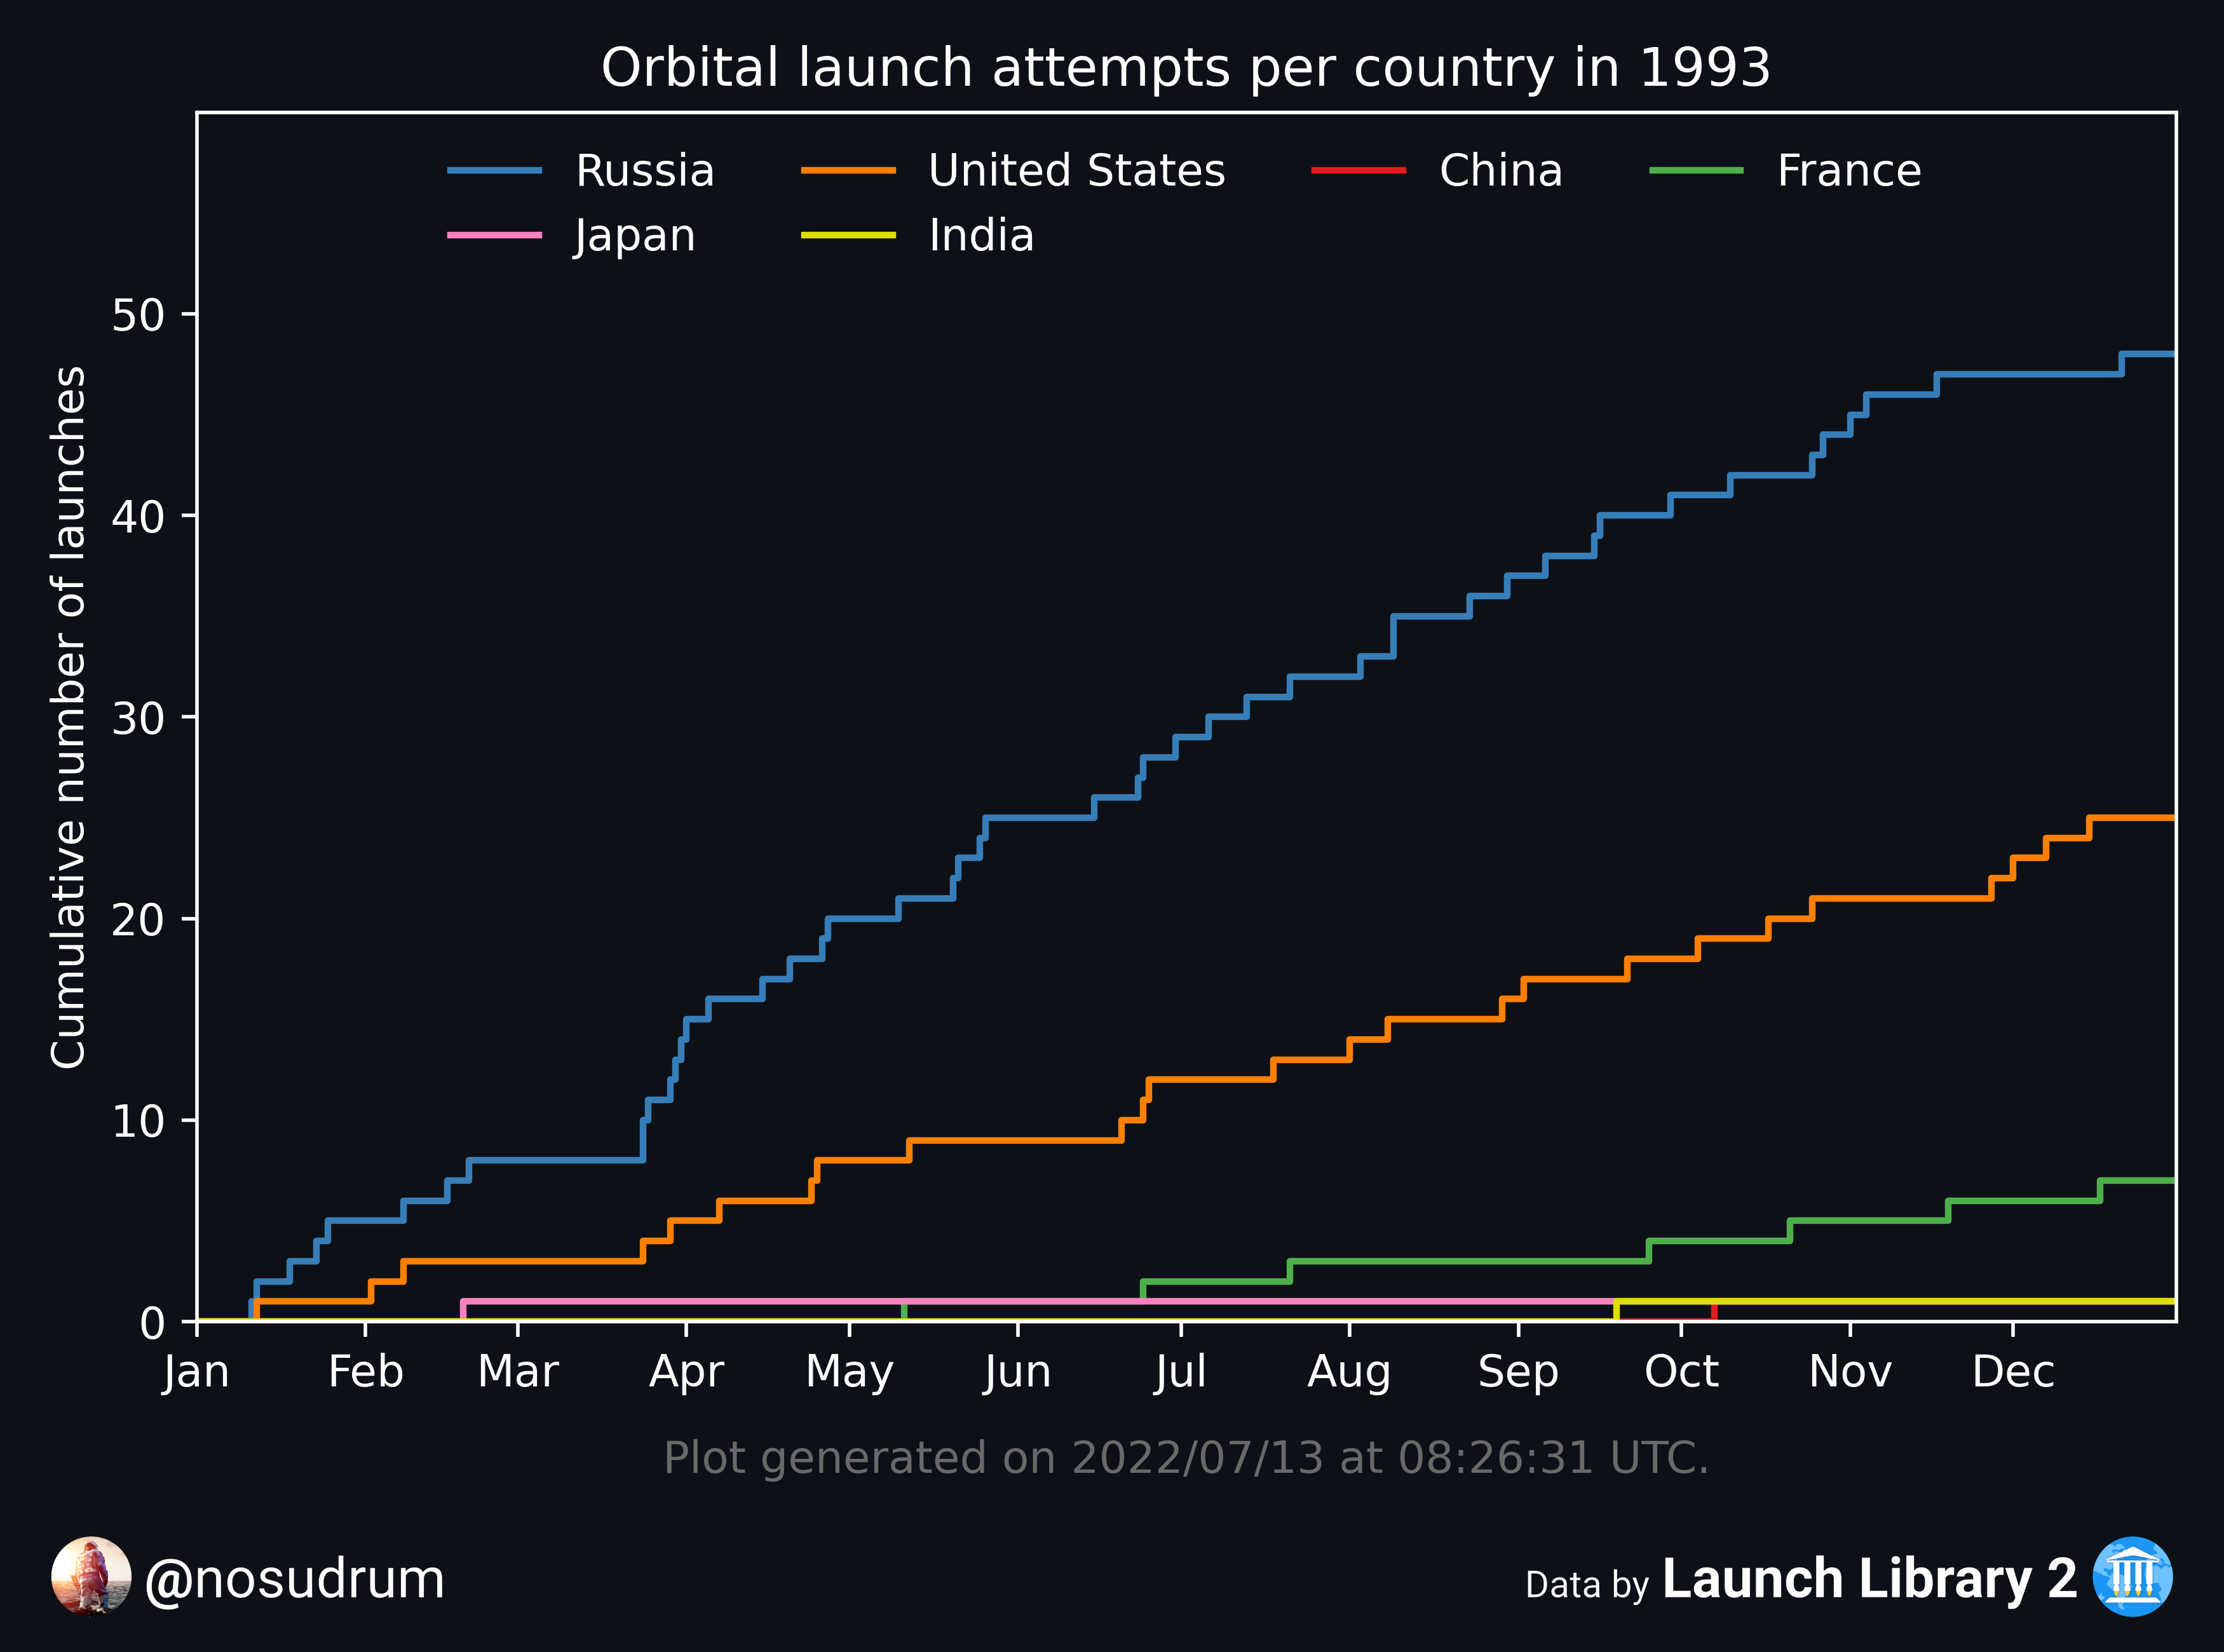 Orbital launch attempts per country in 1993
Russia United States China France
Japan India
Cumulative number of launches
50
40
30
20
10
0
Jan Feb Mar Apr May Jun Jul Aug Sep Oct Nov Dec
Plot generated on 2022/07/13 at 08:26:31 UTC.
@nosudrum
Data by Launch Library 2